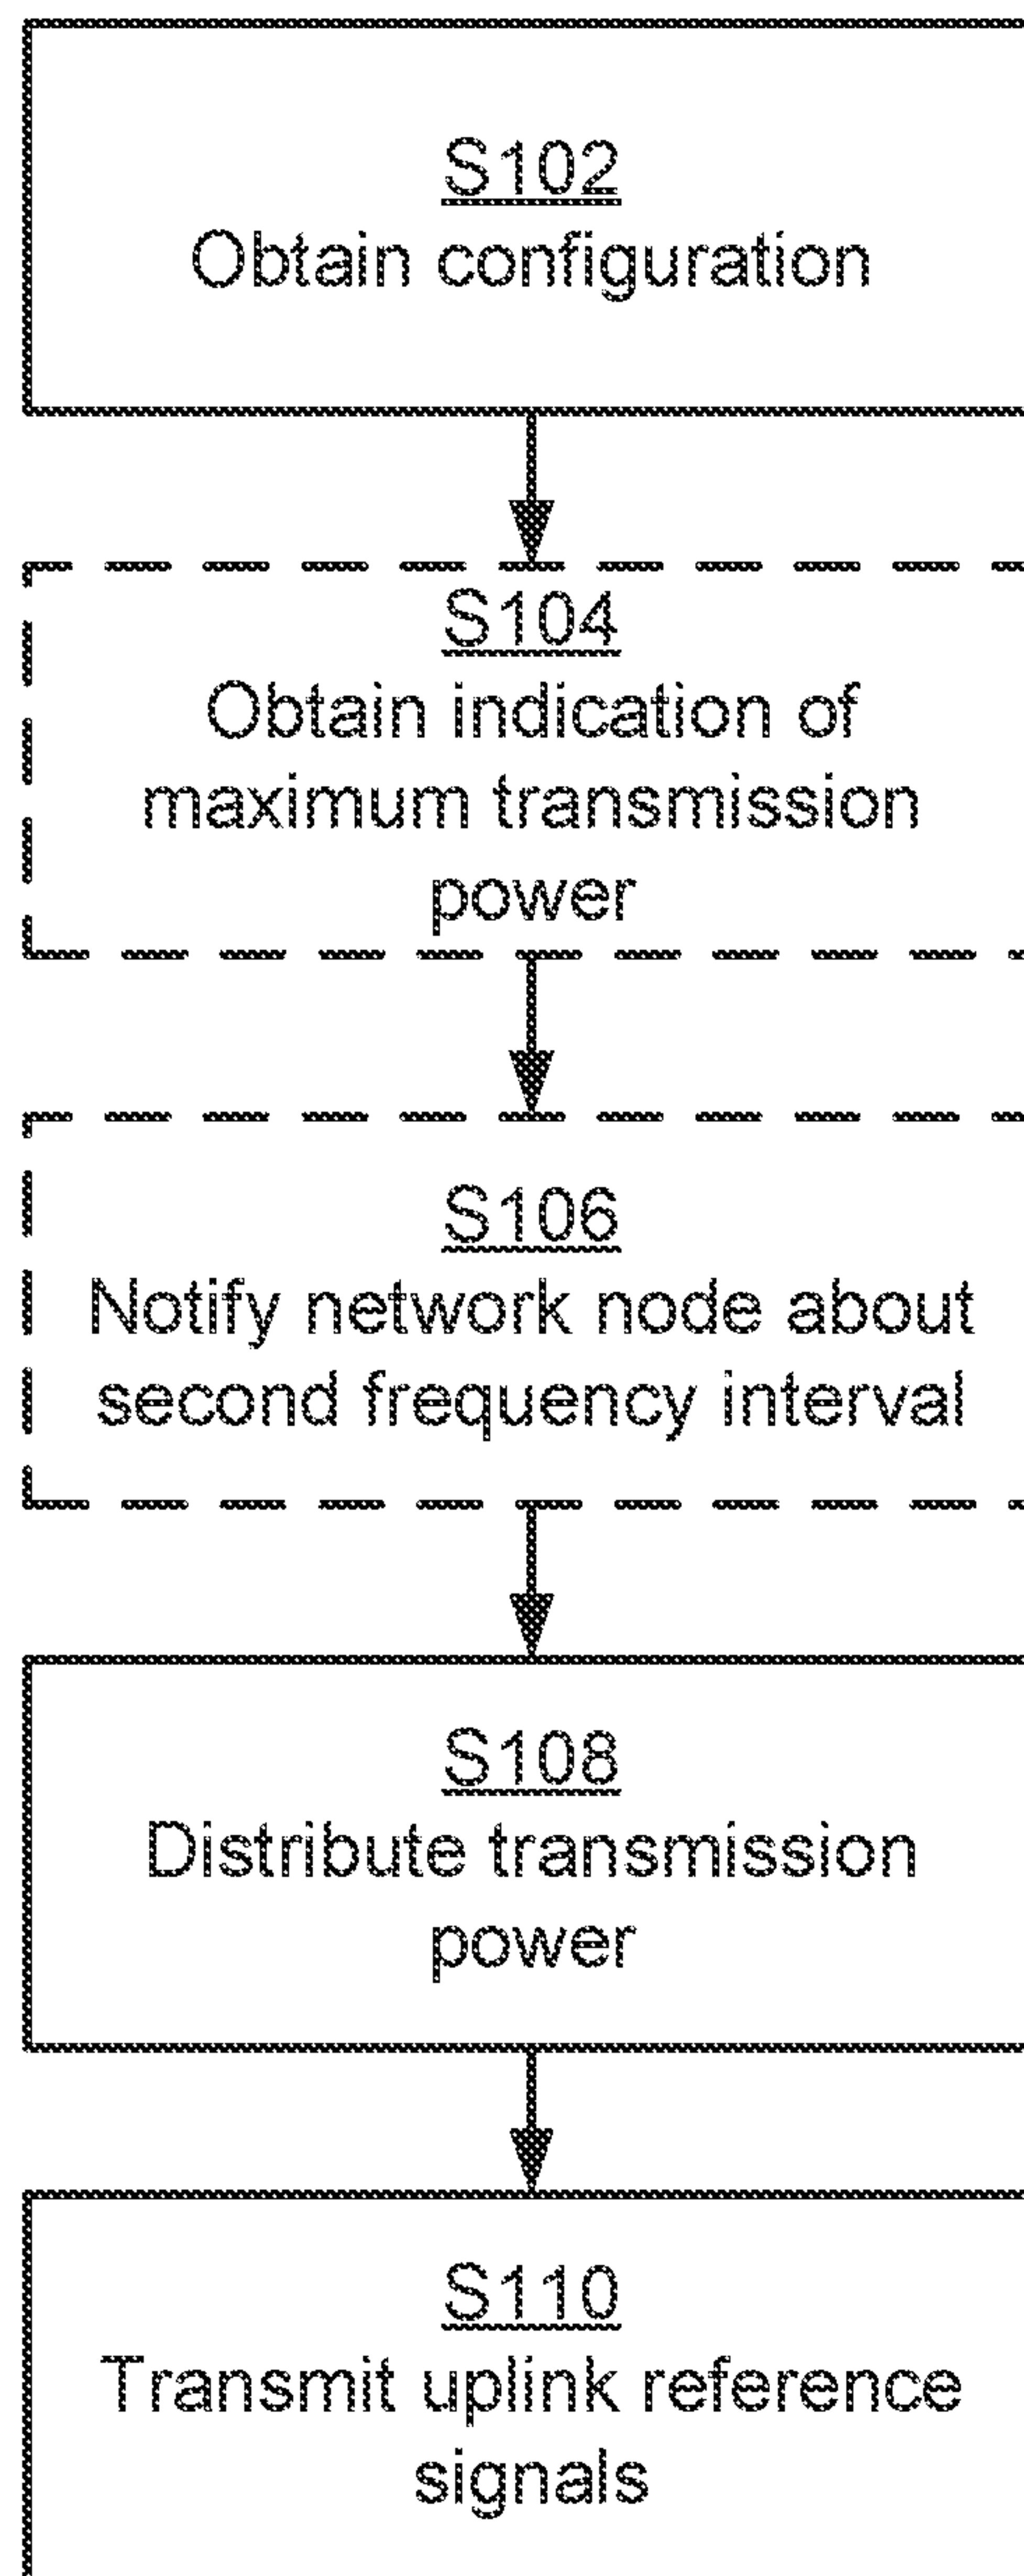 S102
Obtain configuration
S104
Obtain indication of
maximum transmission
power
S106
Notify network node about
second frequency interval
S108
Distribute transmission
power
S110
Transmit uplink reference
signals